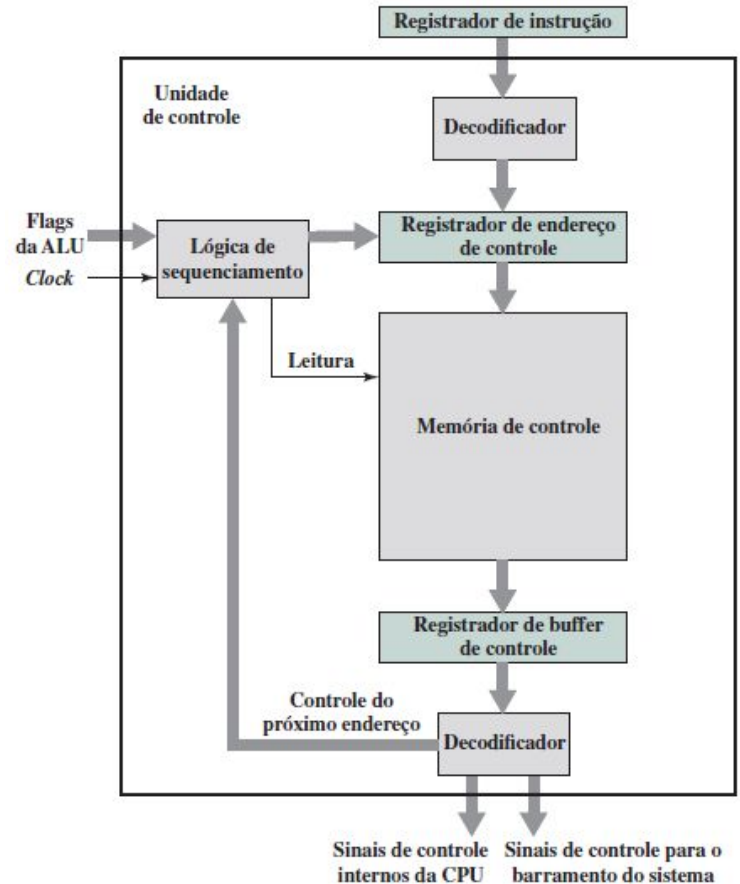 Registrador de instrução
Unidade
de controle
Decodificador
Flags
da ALU
Clock
Lógica de
sequenciamento
Registrador de endereço
de controle
Leitura
Memória de controle
Registrador de buffer
de controle
Controle do
próximo endereço
Decodificador
Sinais de controle
internos da CPU
Sinais de controle para o
barramento do sistema